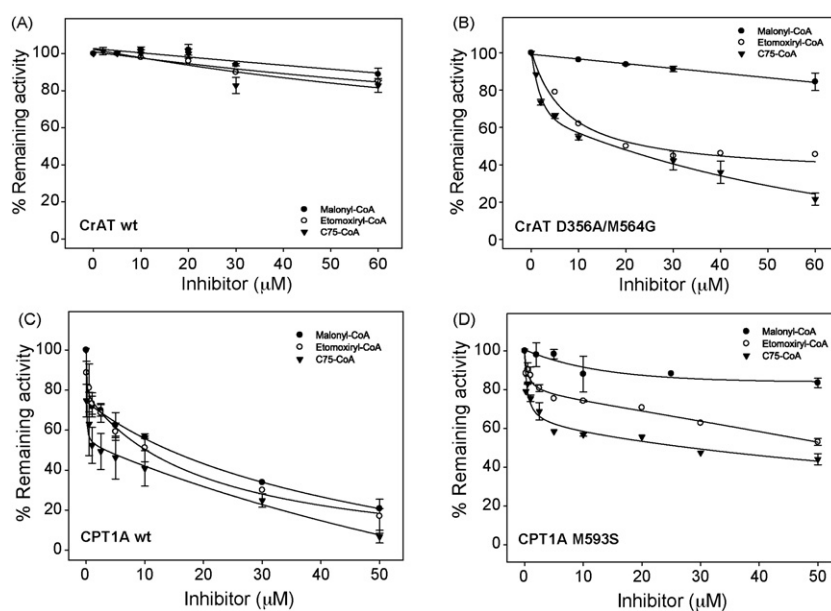 (A)
% Remaining activity
120
100
80
60
40
20
0
CrAT wt
Malonyl-CoA
Etomoxiryl-CoA
C75-CoA
0 10 20 30 40 50 60
Inhibitor (μM)
(B)
% Remaining activity
120
100
80
60
40
20
0
Malonyl-CoA
Etomoxiryl-CoA
C75-CoA
CrAT D356A/M564G
0 10 20 30 40 50 60
Inhibitor (μM)
(C)
% Remaining activity
100
80
60
40
20
0
Malonyl-CoA
Etomoxiryl-CoA
C75-CoA
CPT1A wt
0 10 20 30 40 50
Inhibitor (μM)
(D)
% Remaining activity
120
100
80
60
40
20
0
Malonyl-CoA
Etomoxiryl-CoA
C75-CoA
CPT1A M593S
0 10 20 30 40 50
Inhibitor (μM)